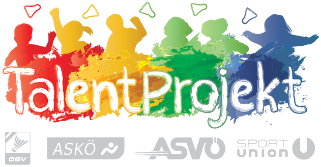 TalentProjekt
ÖBV ASKÖ ASVÖ SPORT
union